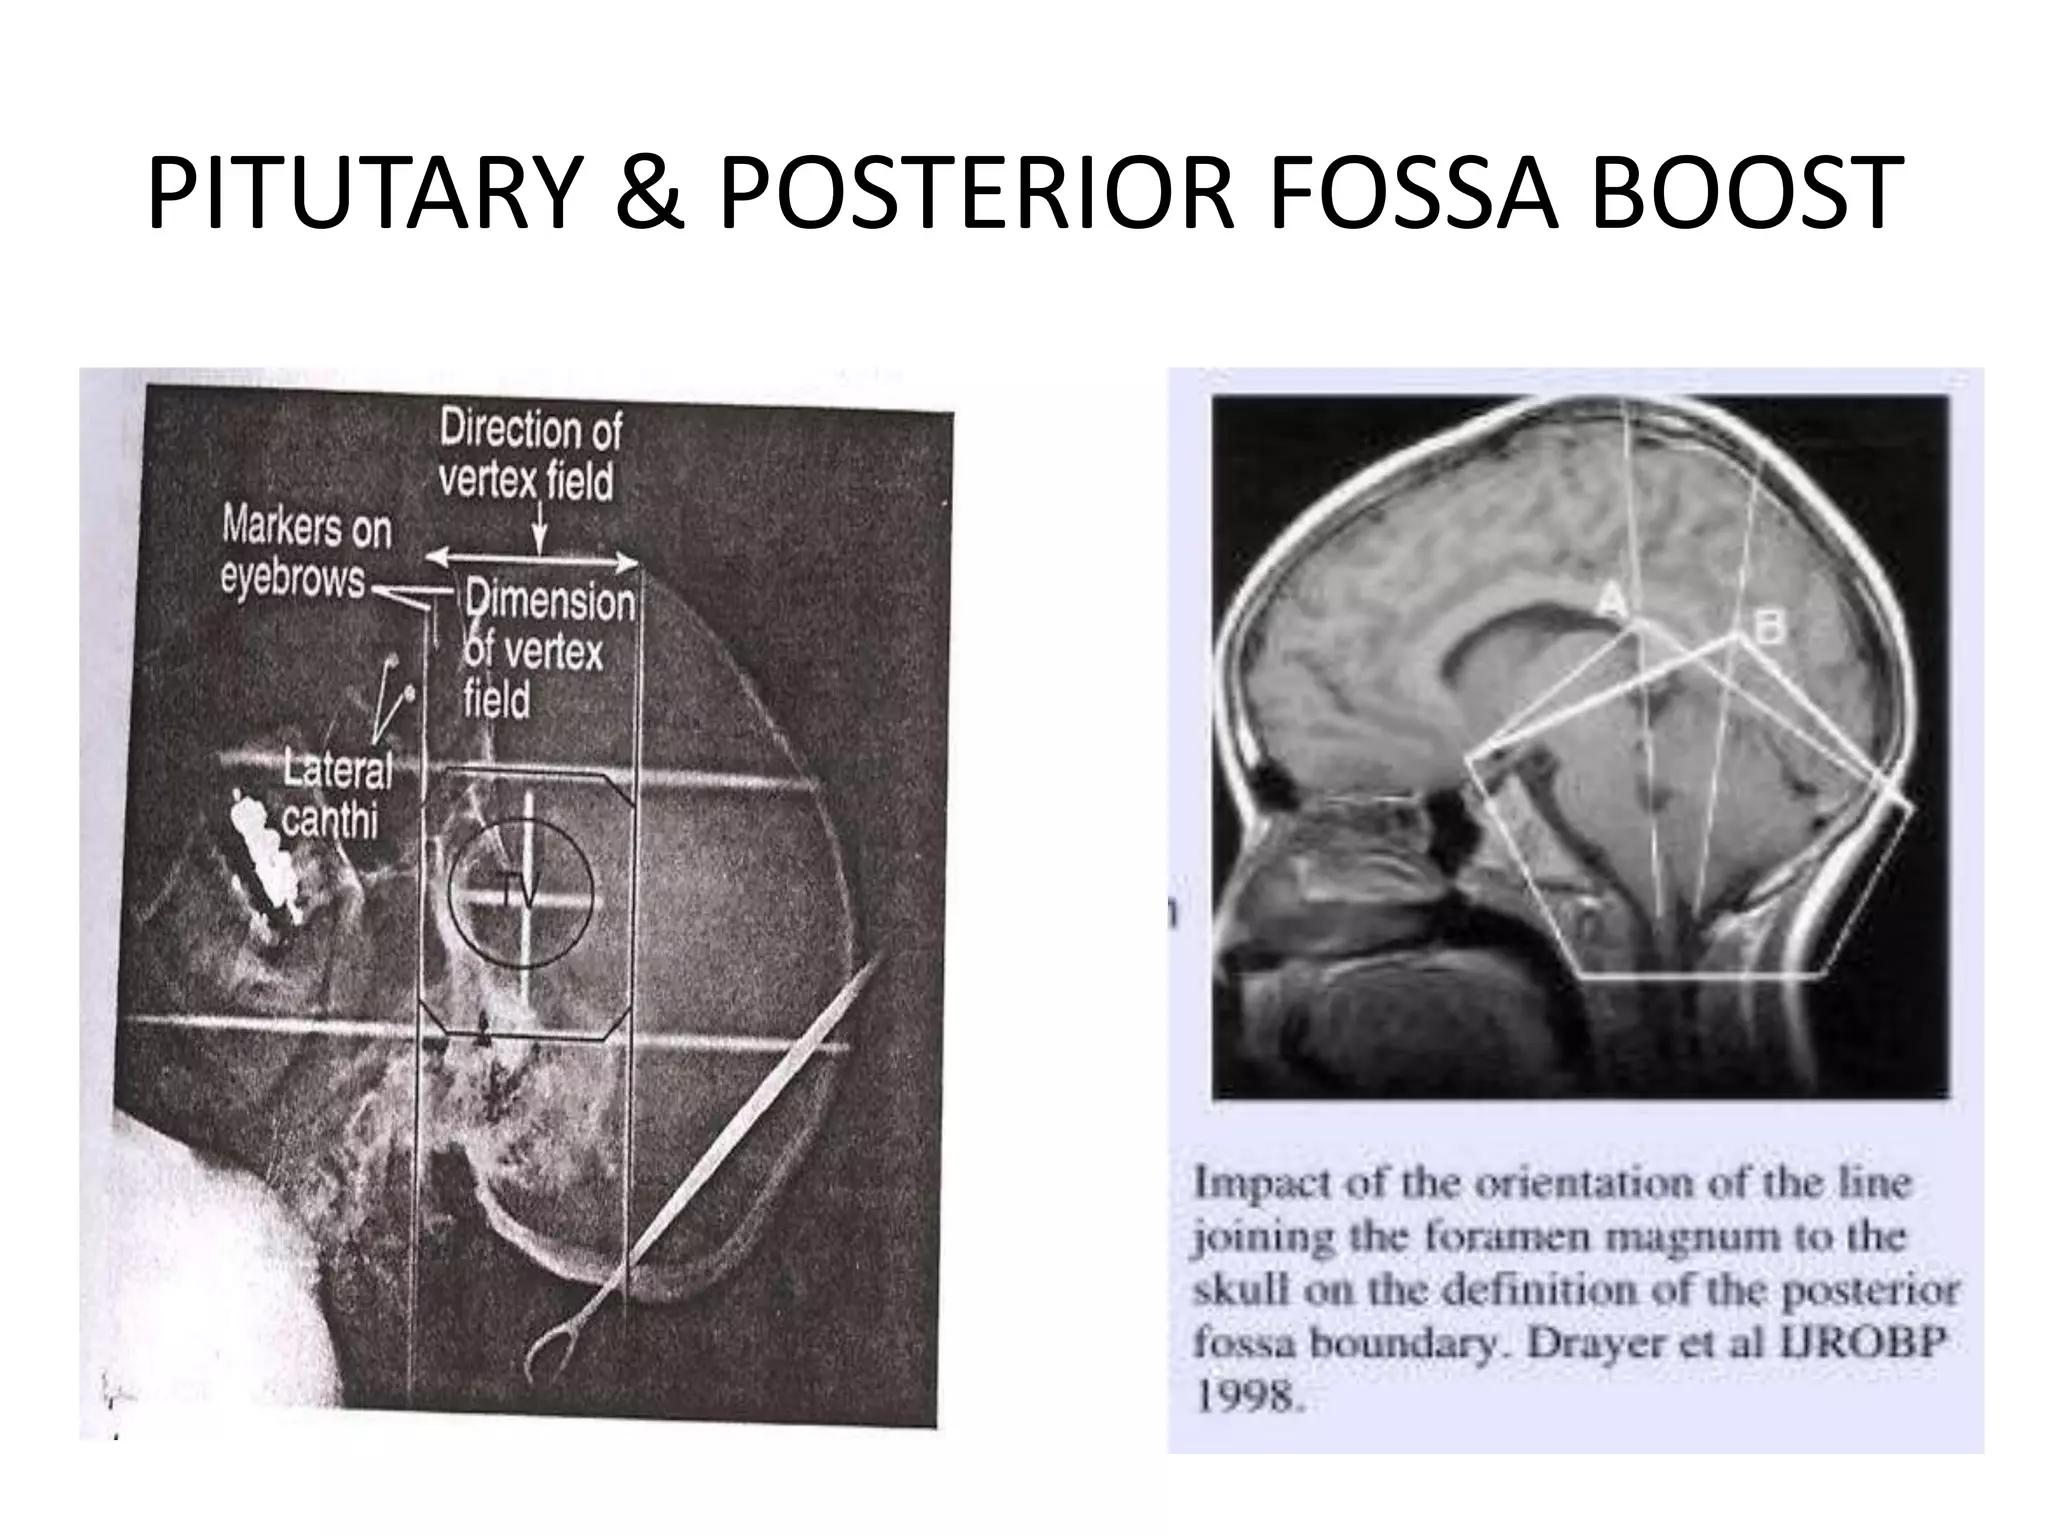 PITUTARY & POSTERIOR FOSSA BOOST
Direction of
vertex field
Markers on
eyebrows
Dimension
of vertex
field
Lateral
canthi
TV
A
B
Impact of the orientation of the line
joining the foramen magnum to the
skull on the definition of the posterior
fossa boundary. Drayer et al IJROBP
1998.